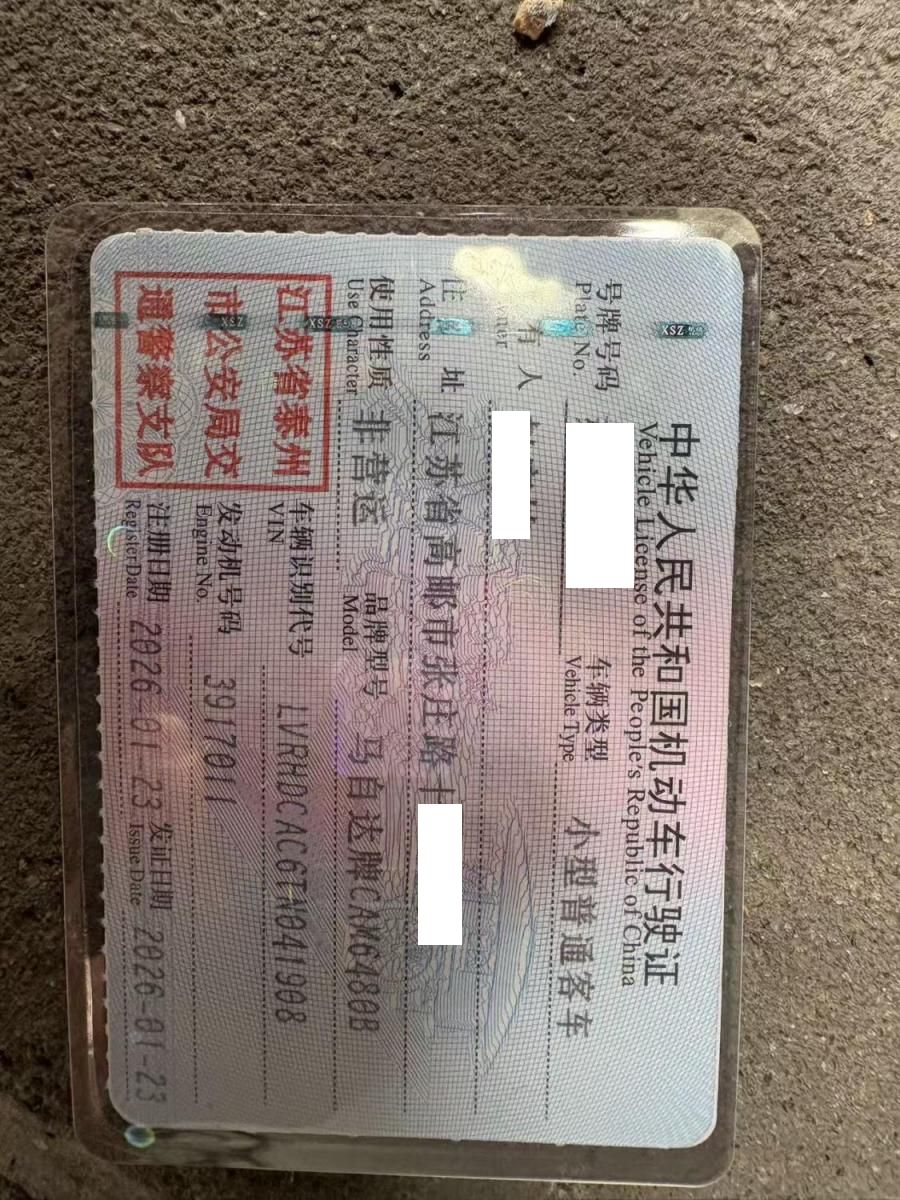 中华人民共和国机动车行驶证
Vehicle License of the People's Republic of China
号牌号码
Plate No.
车辆类型 小型普通客车
Vehicle Type
有人
住址 江苏省高邮市张庄路十
Address
使用性质 非营运
Use Character
品牌型号 马自达牌CAM6480B
Model
江苏省泰州
市公安局交
通警察支队
车辆识别代号 LVRHDCAC6TN041908
VIN
发动机号码 3917011
Engine No.
注册日期 2026-01-23
Register Date
发证日期 2026-01-23
Issue Date
ZSX
ZSX
ZSX